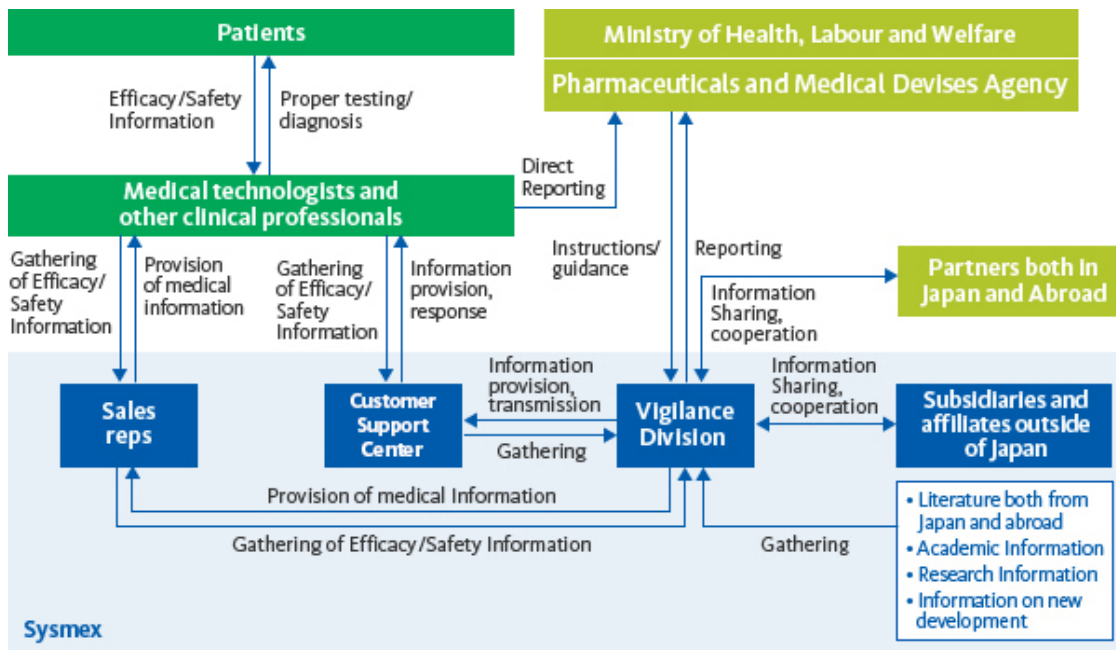 Patients
Ministry of Health, Labour and Welfare
Pharmaceuticals and Medical Devises Agency
Efficacy/Safety
Information
Proper testing/
diagnosis
Direct
Reporting
Medical technologists and
other clinical professionals
Gathering
of Efficacy/
Safety
Information
Provision
of medical
information
Gathering
of Efficacy/
Safety
Information
Information
provision,
response
Instructions/
guidance
Reporting
Information
Sharing,
cooperation
Partners both in
Japan and Abroad
Sales
reps
Customer
Support
Center
Information
provision,
transmission
Gathering
Vigilance
Division
Information
Sharing,
cooperation
Subsidiaries and
affiliates outside
of Japan
Provision of medical Information
Gathering of Efficacy/Safety Information
Gathering
• Literature both from
Japan and abroad
• Academic Information
• Research Information
• Information on new
development
Sysmex